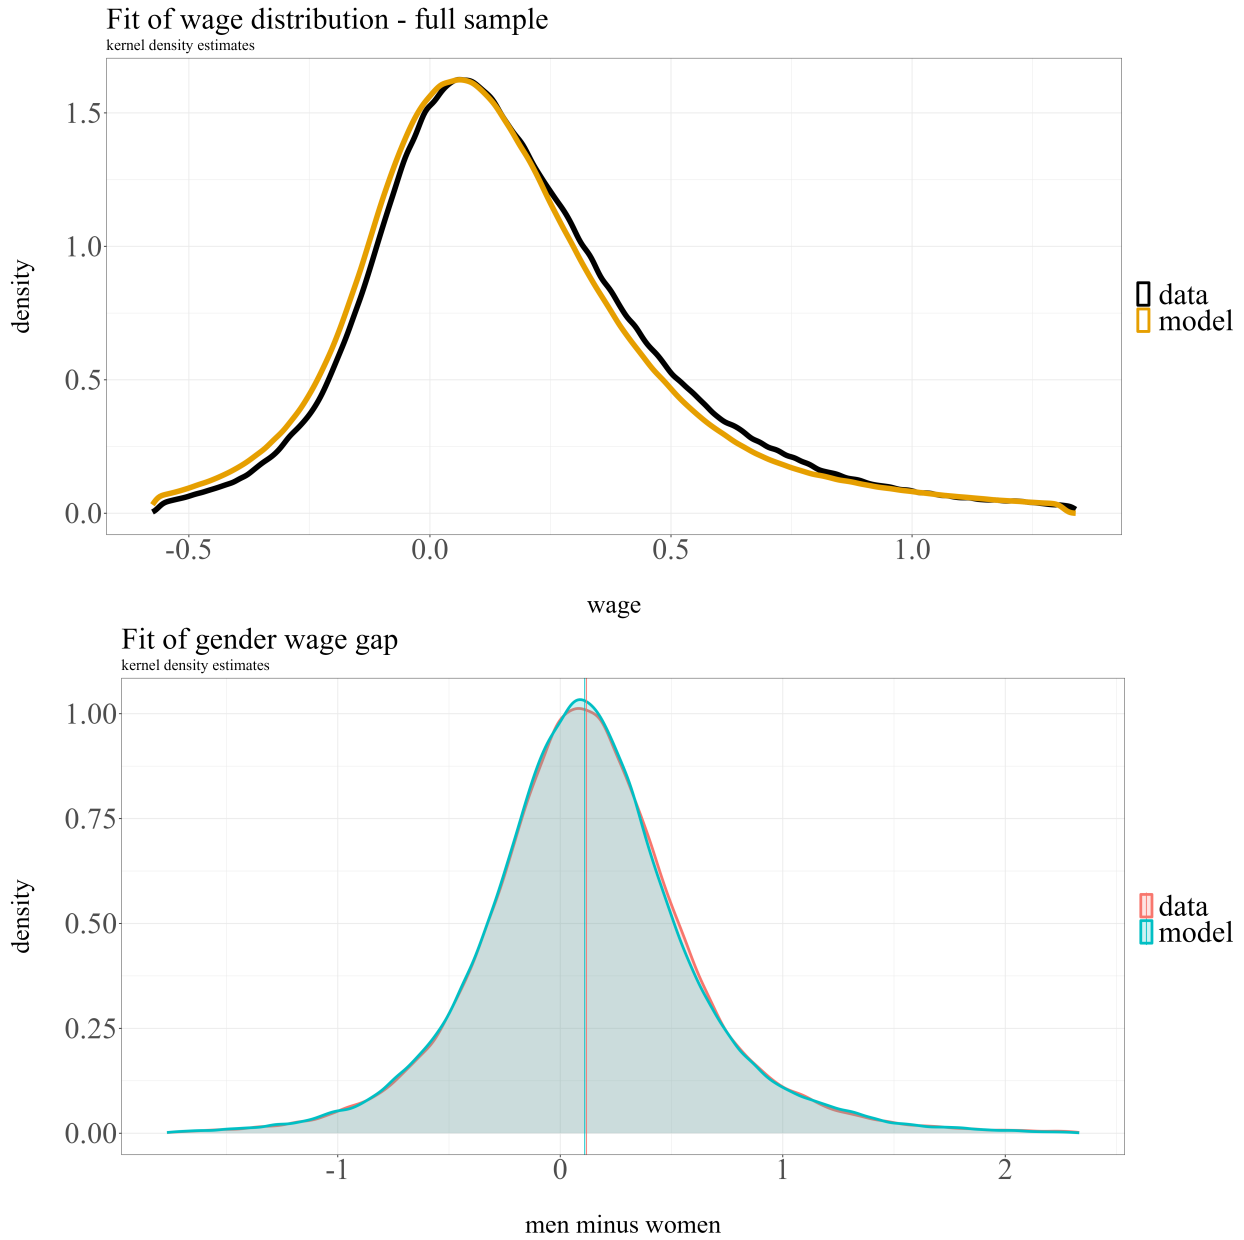 Fit of wage distribution - full sample
kernel density estimates
1.5
1.0
0.5
0.0
density
-0.5 0.0 0.5 1.0
wage
data
model
Fit of gender wage gap
kernel density estimates
1.00
0.75
0.50
0.25
0.00
density
-1 0 1 2
men minus women
data
model